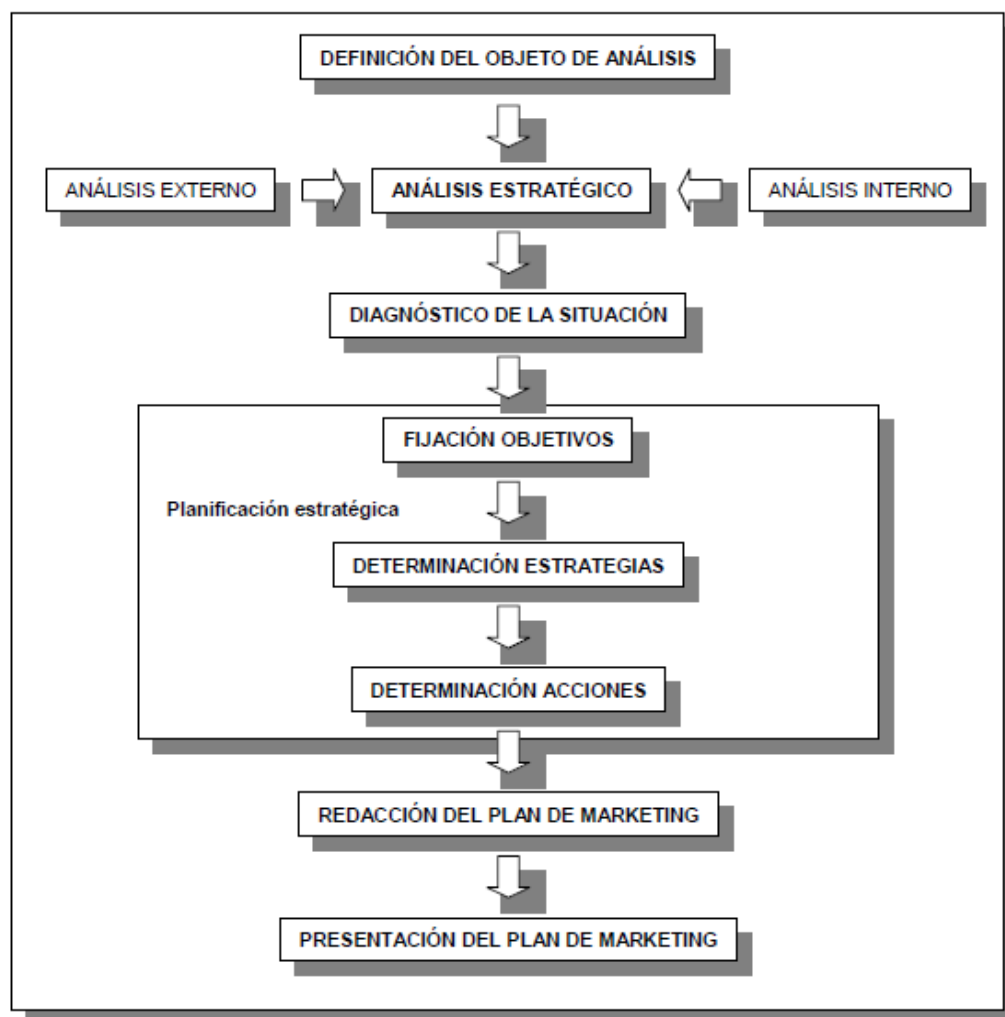 DEFINICIÓN DEL OBJETO DE ANÁLISIS
ANÁLISIS EXTERNO
ANÁLISIS ESTRATÉGICO
ANÁLISIS INTERNO
DIAGNÓSTICO DE LA SITUACIÓN
FIJACIÓN OBJETIVOS
Planificación estratégica
DETERMINACIÓN ESTRATEGIAS
DETERMINACIÓN ACCIONES
REDACCIÓN DEL PLAN DE MARKETING
PRESENTACIÓN DEL PLAN DE MARKETING